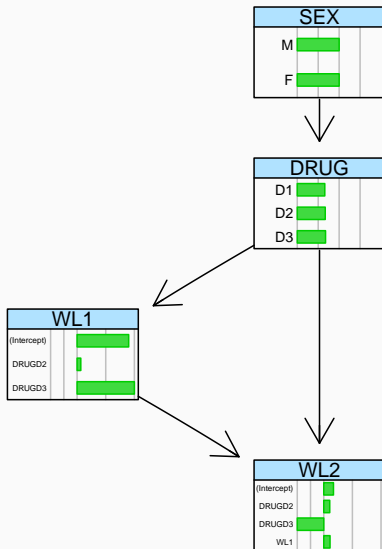 SEX
M
F
DRUG
D1
D2
D3
WL1
(Intercept)
DRUGD2
DRUGD3
WL2
(Intercept)
DRUGD2
DRUGD3
WL1